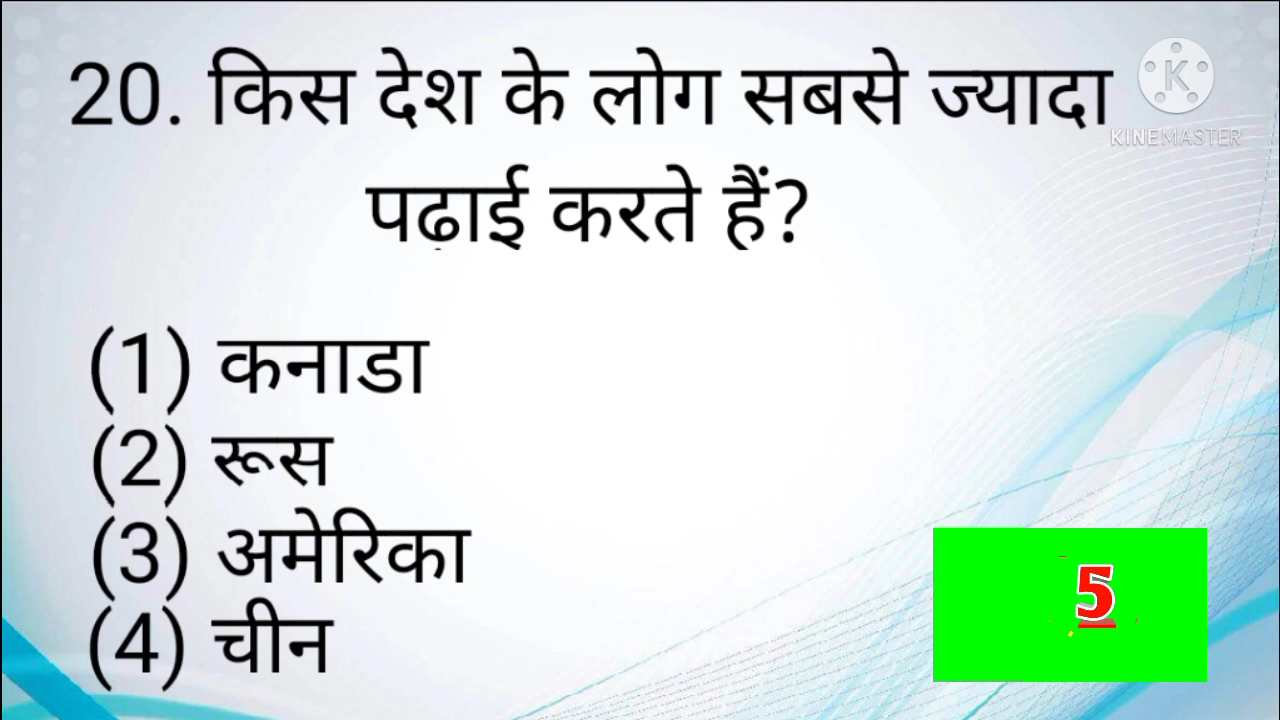 20. किस देश के लोग सबसे ज्यादा
पढ़ाई करते हैं?
K
KINEMASTER
(1) कनाडा
(2) रूस
(3) अमेरिका
(4) चीन
5